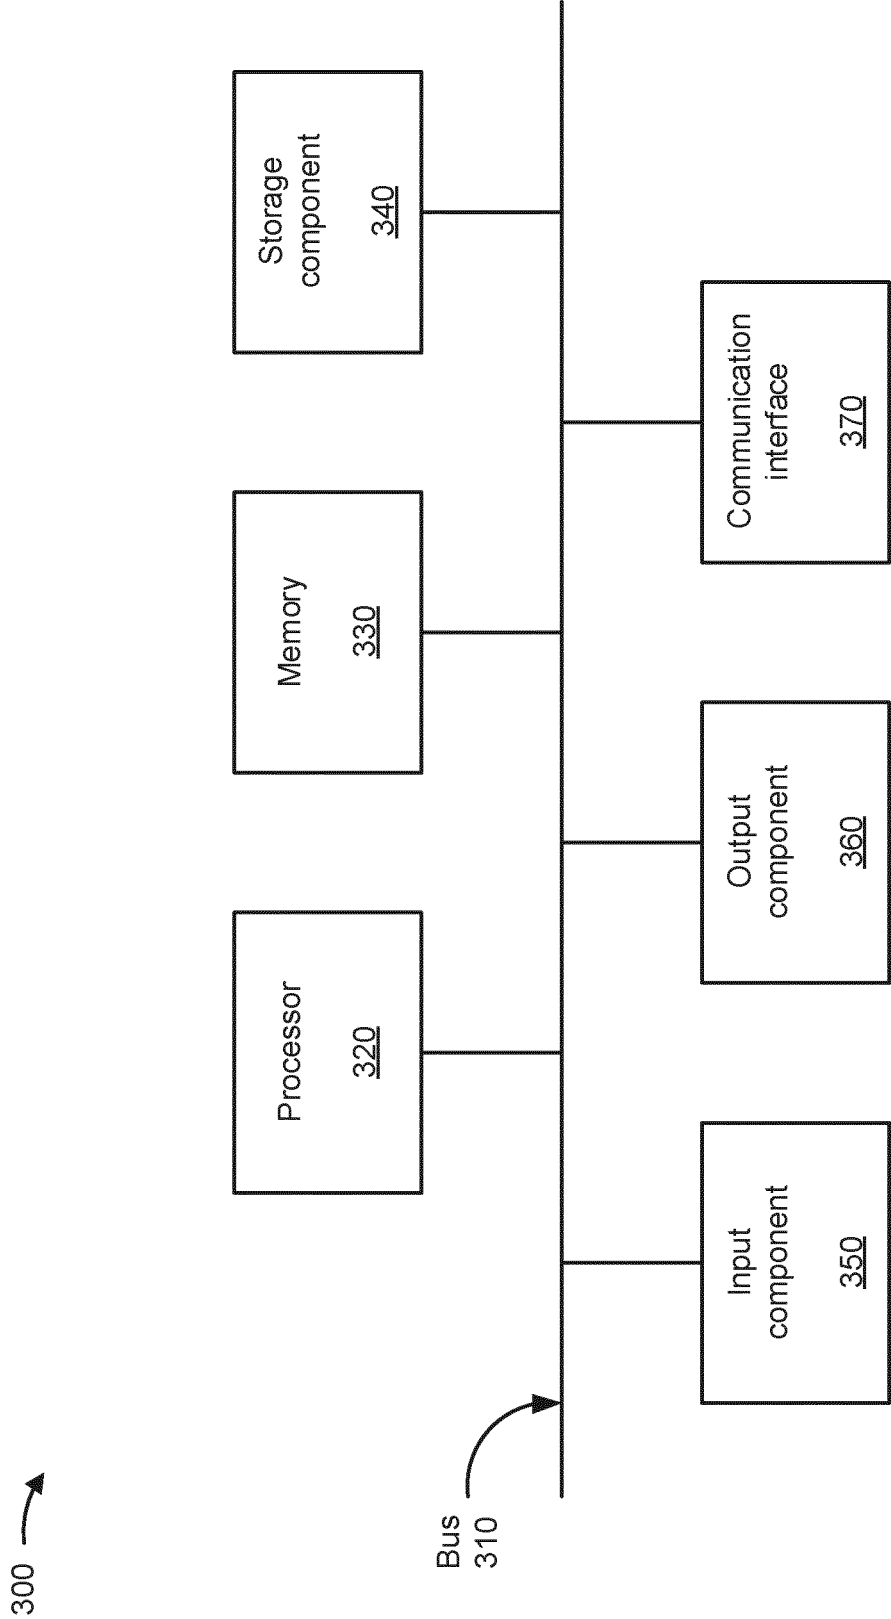 300
Processor
320
Memory
330
Storage
component
340
Bus
310
Input
component
350
Output
component
360
Communication
interface
370